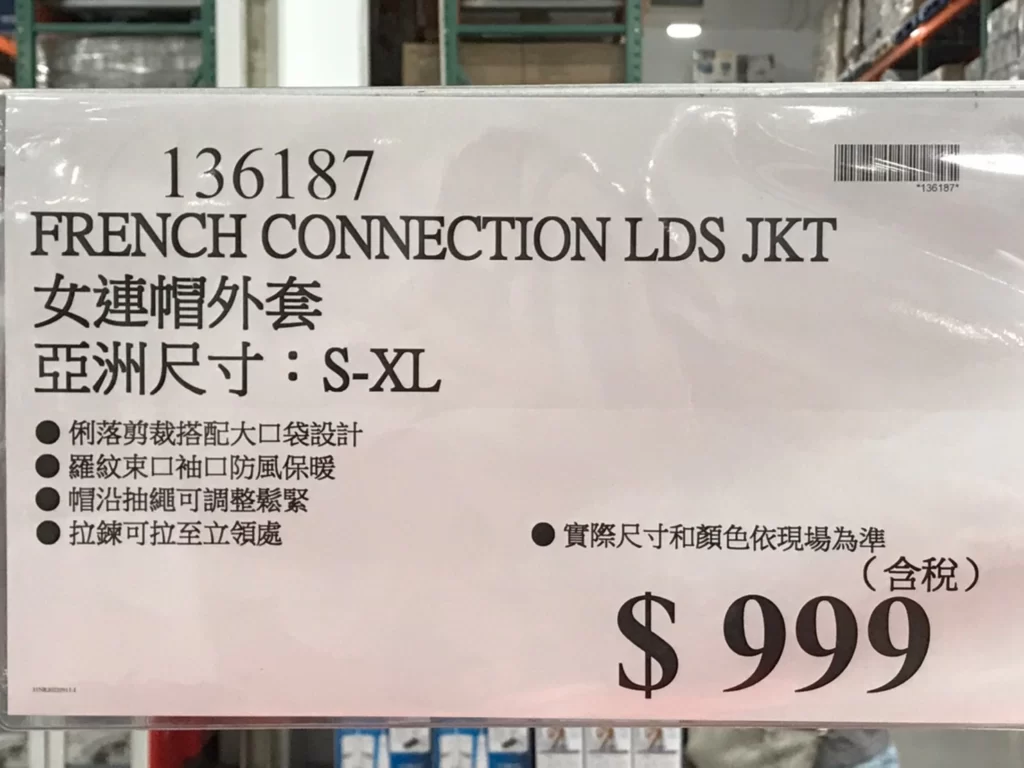 136187
"136187"
FRENCH CONNECTION LDS JKT
女連帽外套
亞洲尺寸：S-XL
● 俐落剪裁搭配大口袋設計
● 羅紋束口袖口防風保暖
● 帽沿抽繩可調整鬆緊
● 拉鍊可拉至立領處
● 實際尺寸和顏色依現場為準
（含稅）
$ 999